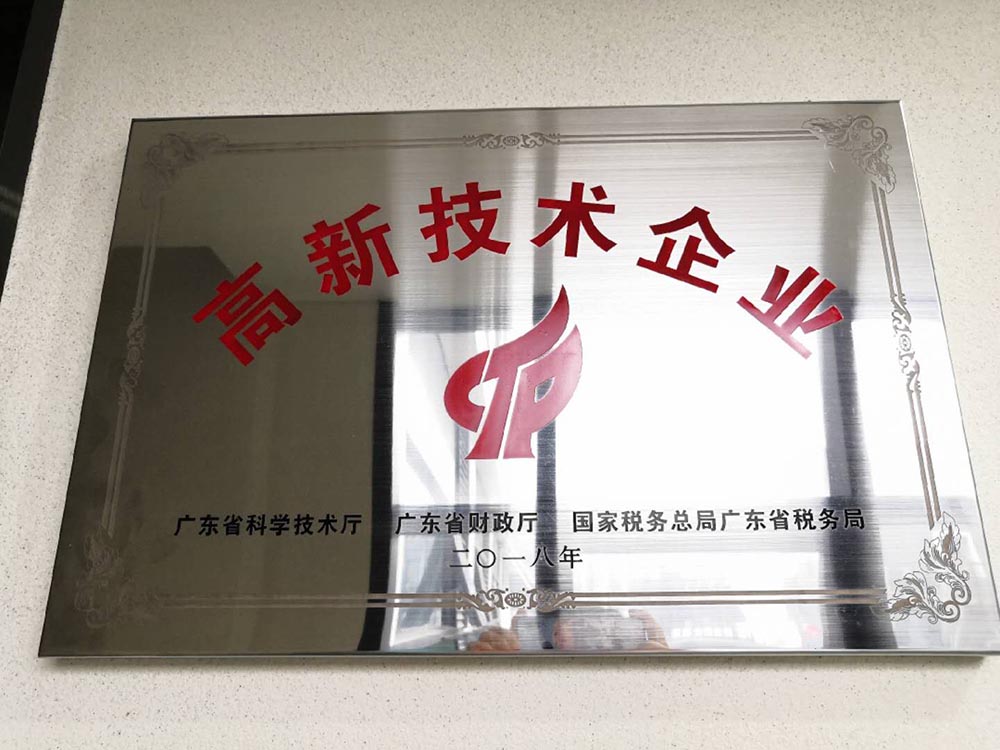 高新技术企业
广东省科学技术厅 广东省财政厅 国家税务总局广东省税务局
二〇一八年